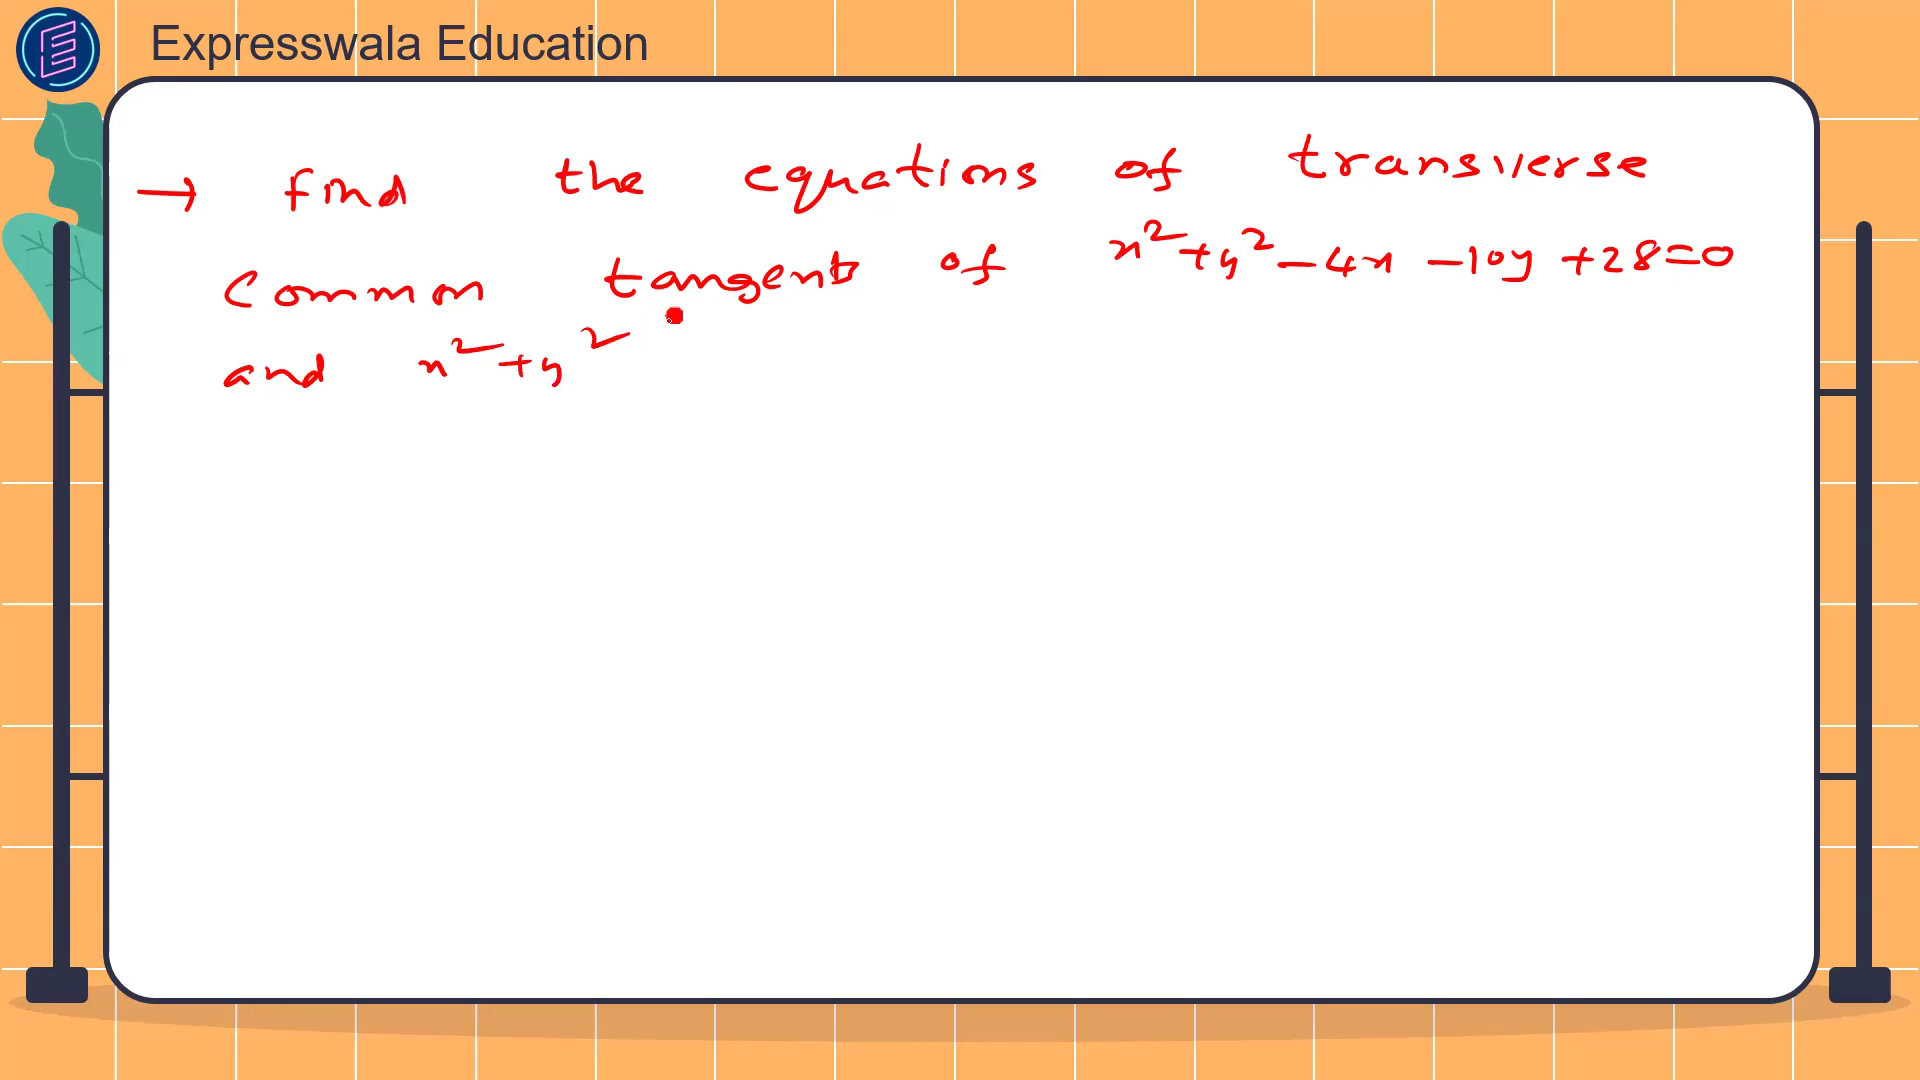 Expresswala Education
→ find the equations of transverse
common tangents of x²+y²-4x-10y+28=0
and x²+y²